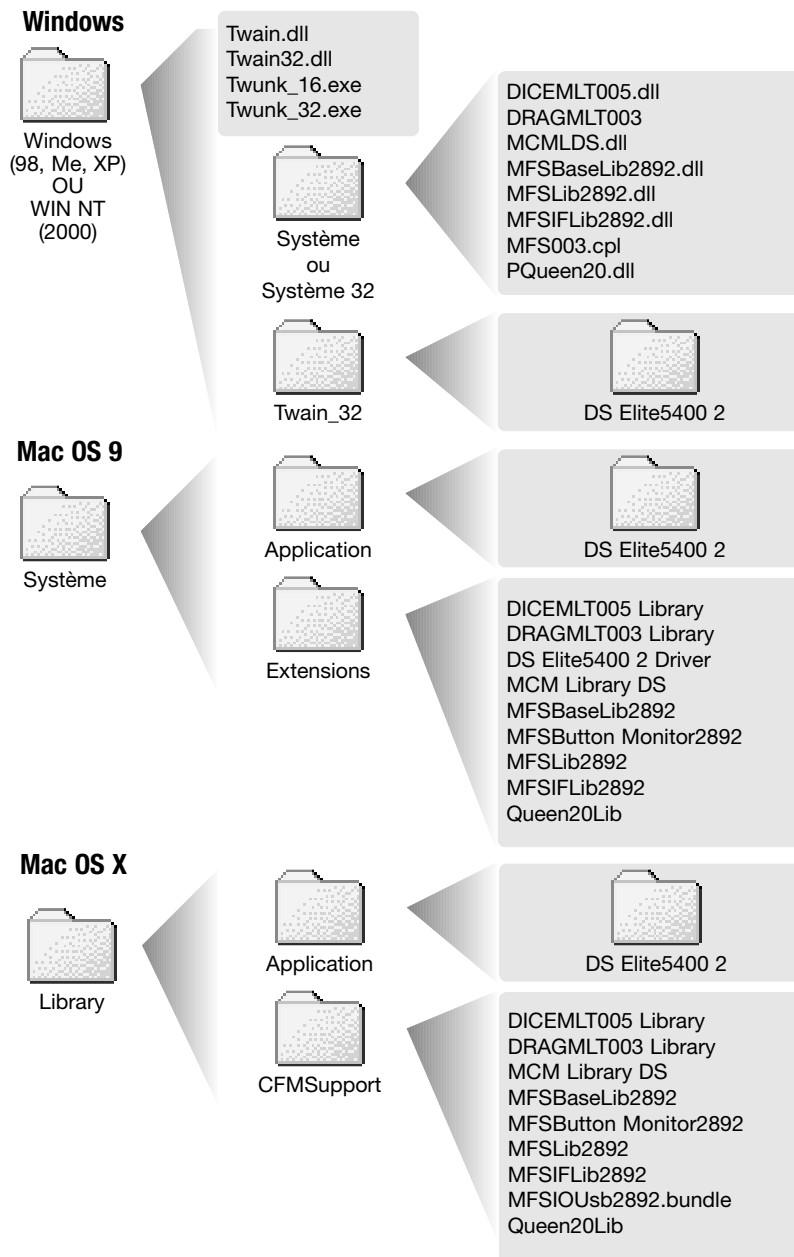 Windows
Windows
(98, Me, XP)
OU
WIN NT
(2000)
Twain.dll
Twain32.dll
Twunk_16.exe
Twunk_32.exe
Système
ou
Système 32
DICEMLT005.dll
DRAGMLT003
MCMLDS.dll
MFSBaseLib2892.dll
MFSLib2892.dll
MFSIFLib2892.dll
MFS003.cpl
PQueen20.dll
Twain_32
DS Elite5400 2
Mac OS 9
Système
Application
DS Elite5400 2
Extensions
DICEMLT005 Library
DRAGMLT003 Library
DS Elite5400 2 Driver
MCM Library DS
MFSBaseLib2892
MFSButton Monitor2892
MFSLib2892
MFSIFLib2892
Queen20Lib
Mac OS X
Library
Application
DS Elite5400 2
CFMSupport
DICEMLT005 Library
DRAGMLT003 Library
MCM Library DS
MFSBaseLib2892
MFSButton Monitor2892
MFSLib2892
MFSIFLib2892
MFSIOUsb2892.bundle
Queen20Lib